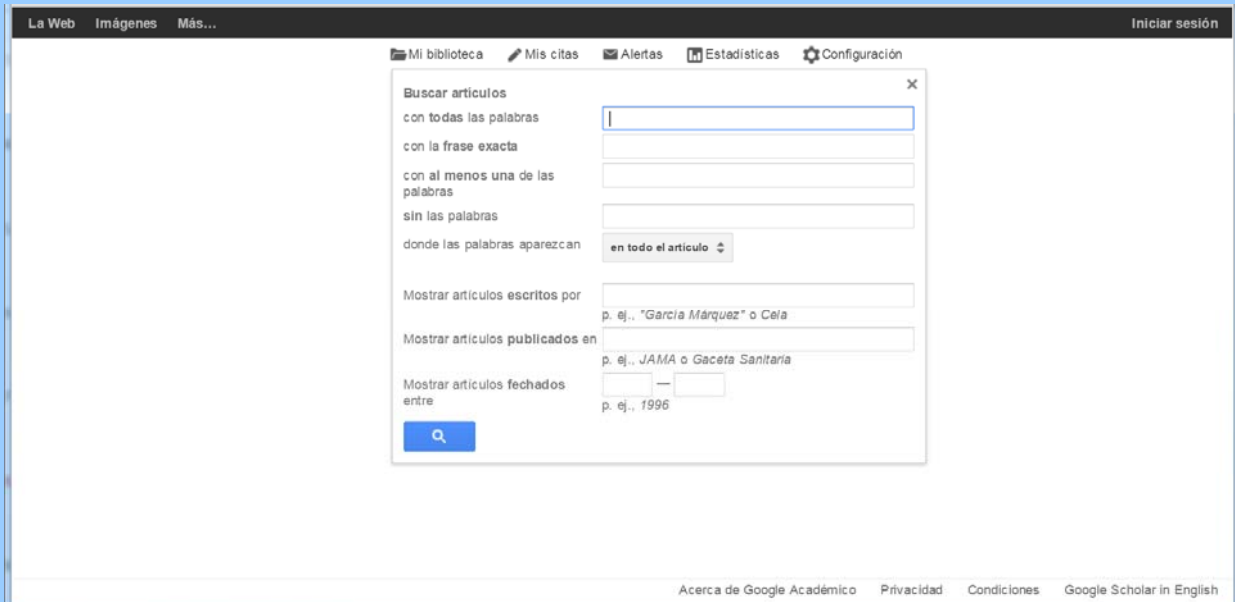 La Web Imágenes Más... Iniciar sesión
Mi biblioteca Mis citas Alertas Estadísticas Configuración
Buscar artículos
con todas las palabras
con la frase exacta
con al menos una de las
palabras
sin las palabras
donde las palabras aparezcan en todo el artículo
Mostrar artículos escritos por
p. ej., "García Márquez" o Cela
Mostrar artículos publicados en
p. ej., JAMA o Gaceta Sanitaria
Mostrar artículos fechados —
entre
p. ej., 1996
Acerca de Google Académico Privacidad Condiciones Google Scholar in English